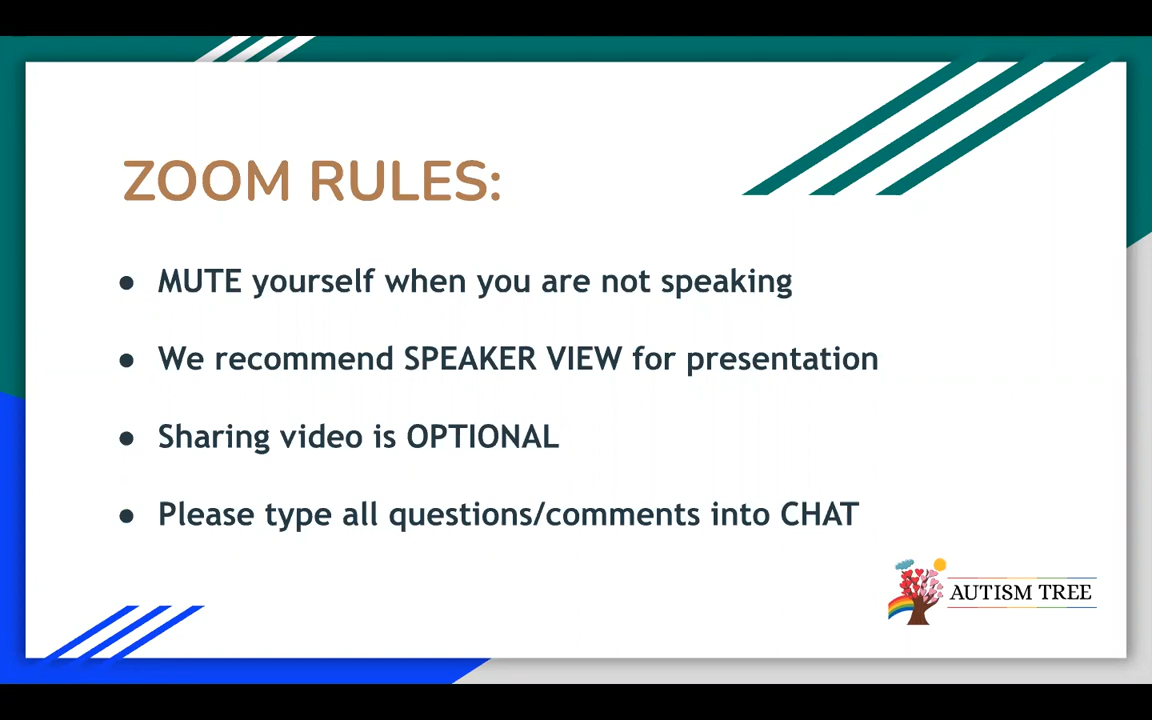 ZOOM RULES:
● MUTE yourself when you are not speaking
● We recommend SPEAKER VIEW for presentation
● Sharing video is OPTIONAL
● Please type all questions/comments into CHAT
AUTISM TREE